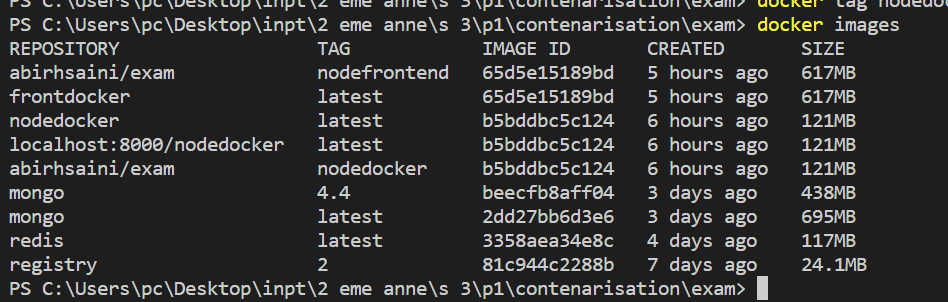 PS C:\Users\pc\Desktop\inpt\2 eme anne\s 3\p1\contenarisation\exam> docker tag nodedo
PS C:\Users\pc\Desktop\inpt\2 eme anne\s 3\p1\contenarisation\exam> docker images
REPOSITORY TAG IMAGE ID CREATED SIZE
abirhsaini/exam nodefrontend 65d5e15189bd 5 hours ago 617MB
frontdocker latest 65d5e15189bd 5 hours ago 617MB
nodedocker latest b5bddbc5c124 6 hours ago 121MB
localhost:8000/nodedocker latest b5bddbc5c124 6 hours ago 121MB
abirhsaini/exam nodedocker b5bddbc5c124 6 hours ago 121MB
mongo 4.4 beecfb8aff04 3 days ago 438MB
mongo latest 2dd27bb6d3e6 3 days ago 695MB
redis latest 3358aea34e8c 4 days ago 117MB
registry 2 81c944c2288b 7 days ago 24.1MB
PS C:\Users\pc\Desktop\inpt\2 eme anne\s 3\p1\contenarisation\exam>